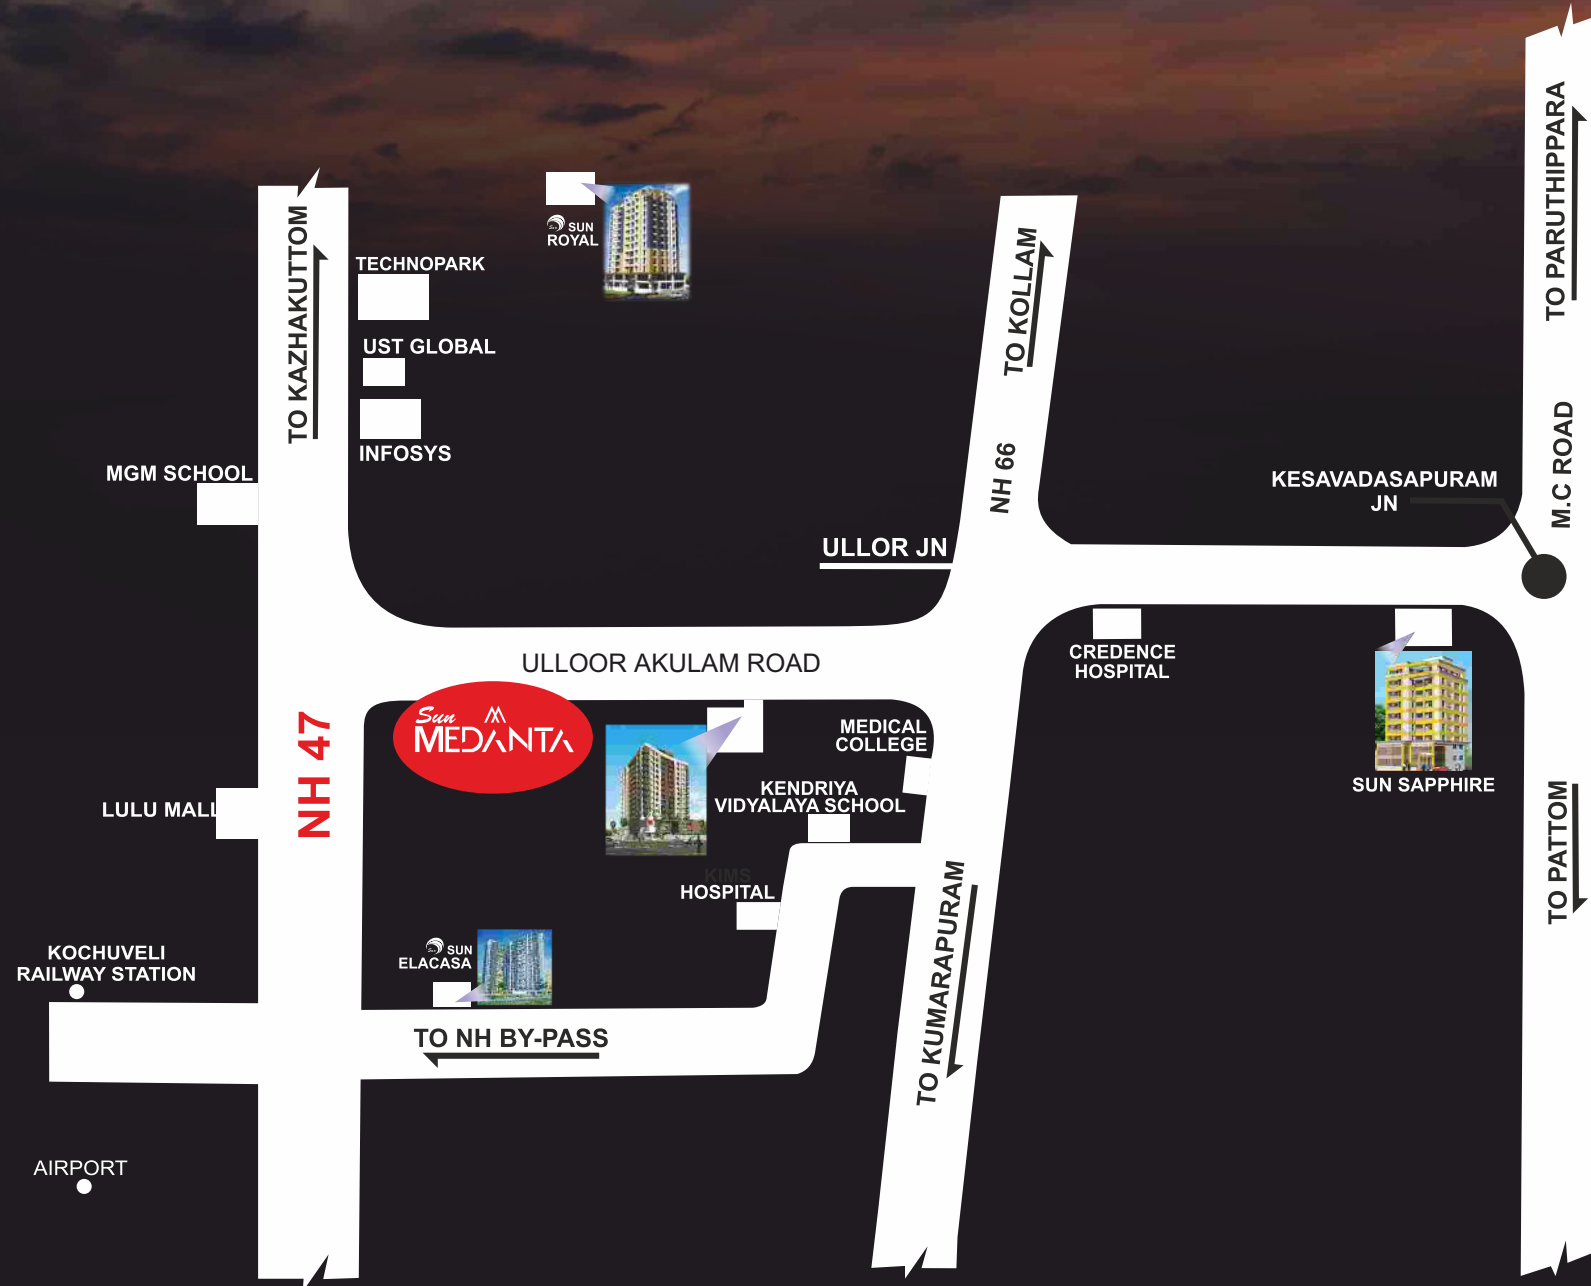 TO PARUTHIPPARA
SUN
ROYAL
TO KAZHAKUTTOM
TECHNOPARK
TO KOLLAM
UST GLOBAL
INFOSYS
MGM SCHOOL
NH 66
KESAVADASAPURAM
JN
M.C ROAD
ULLOR JN
ULLOOR AKULAM ROAD
CREDENCE
HOSPITAL
Sun
MEDANTA
NH 47
MEDICAL
COLLEGE
KENDRIYA
VIDYALAYA SCHOOL
SUN SAPPHIRE
LULU MALL
TO PATTOM
KIMS
HOSPITAL
TO KUMARAPURAM
SUN
ELACASA
KOCHUVELI
RAILWAY STATION
TO NH BY-PASS
AIRPORT